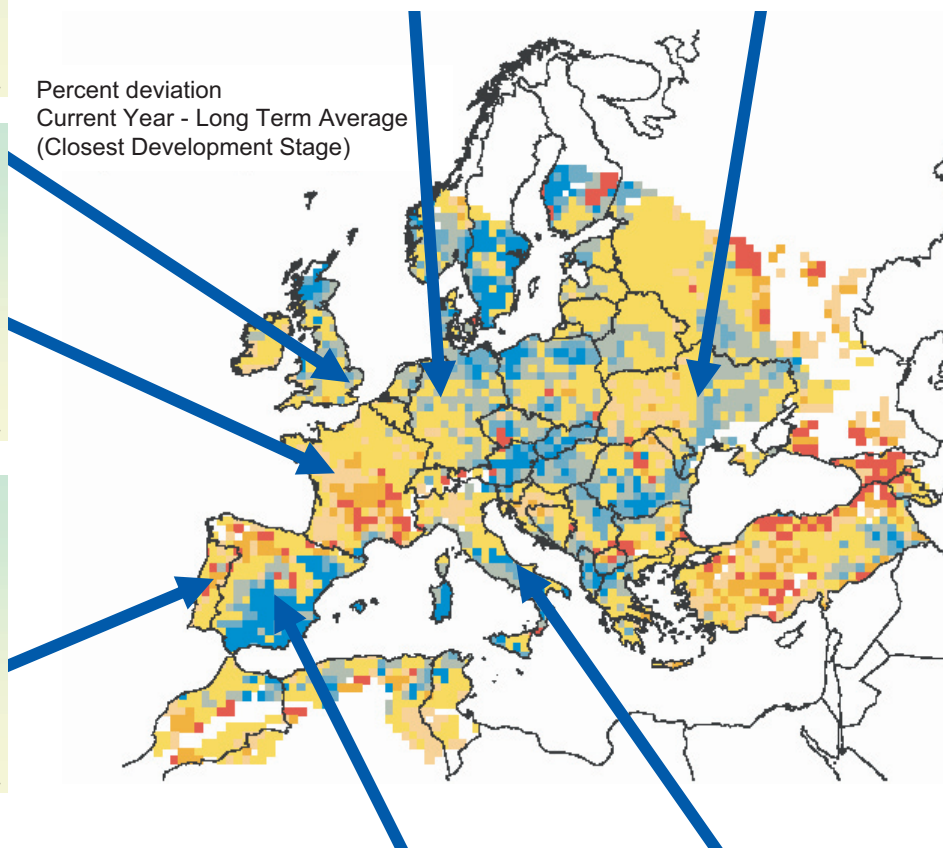 Percent deviation
Current Year - Long Term Average
(Closest Development Stage)